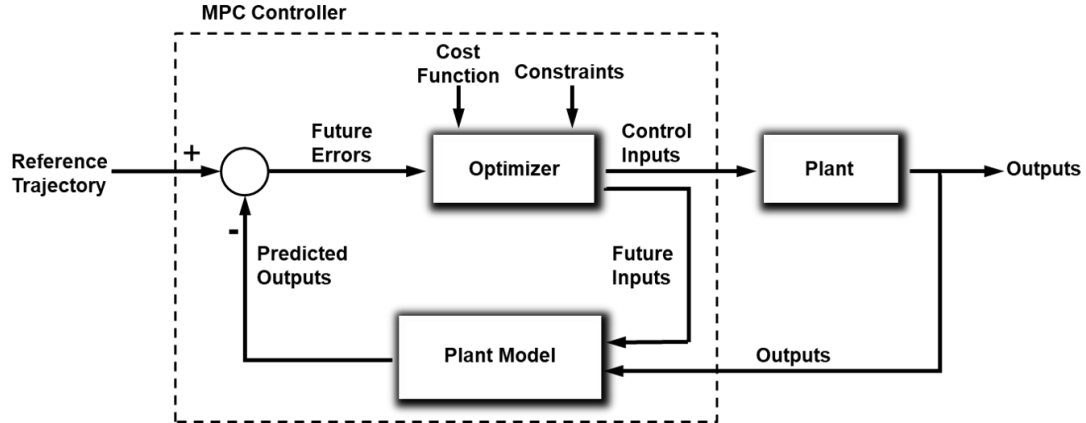 MPC Controller
Cost
Function
Constraints
Reference
Trajectory
+
Future
Errors
Optimizer
Control
Inputs
Plant
Outputs
-
Predicted
Outputs
Future
Inputs
Plant Model
Outputs